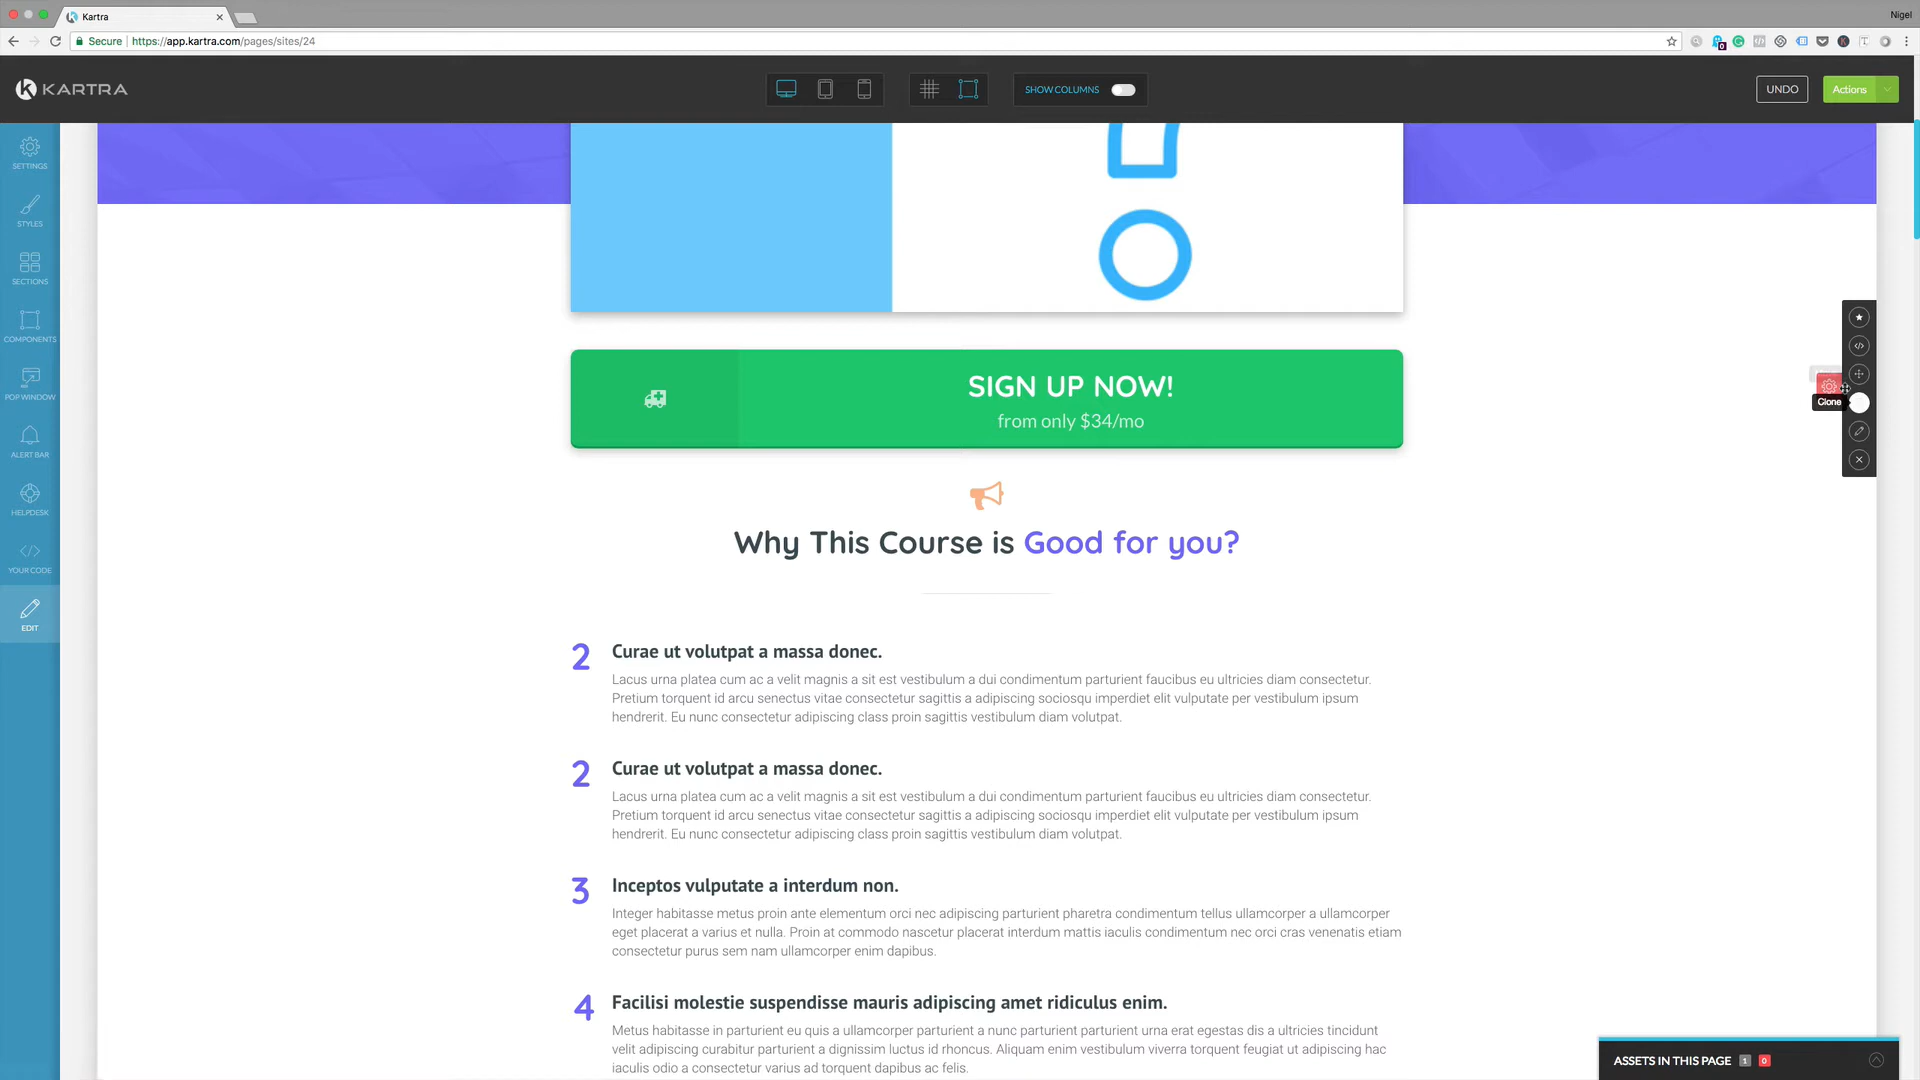 Kartra
Nigel
Secure
https://app.kartra.com/pages/sites/24
KARTRA
SHOW COLUMNS
UNDO
Actions
SETTINGS
STYLES
SECTIONS
COMPONENTS
POP WINDOW
ALERT BAR
HELPDESK
YOUR CODE
EDIT
SIGN UP NOW!
from only $34/mo
Clone
Why This Course is Good for you?
2
Curae ut volutpat a massa donec.
Lacus urna platea cum ac a velit magnis a sit est vestibulum a dui condimentum parturient faucibus eu ultricies diam consectetur.
Pretium torquent id arcu senectus vitae consectetur sagittis a adipiscing sociosqu imperdiet elit vulputate per vestibulum ipsum
hendrerit. Eu nunc consectetur adipiscing class proin sagittis vestibulum diam volutpat.
2
Curae ut volutpat a massa donec.
Lacus urna platea cum ac a velit magnis a sit est vestibulum a dui condimentum parturient faucibus eu ultricies diam consectetur.
Pretium torquent id arcu senectus vitae consectetur sagittis a adipiscing sociosqu imperdiet elit vulputate per vestibulum ipsum
hendrerit. Eu nunc consectetur adipiscing class proin sagittis vestibulum diam volutpat.
3
Inceptos vulputate a interdum non.
Integer habitasse metus proin ante elementum orci nec adipiscing parturient pharetra condimentum tellus ullamcorper a ullamcorper
eget placerat a varius et nulla. Proin at commodo nascetur placerat interdum mattis iaculis condimentum nec orci cras venenatis etiam
consectetur purus sem nam ullamcorper enim dapibus.
4
Facilisi molestie suspendisse mauris adipiscing amet ridiculus enim.
Metus habitasse in parturient eu quis a ullamcorper parturient a nunc parturient parturient urna erat egestas dis a ultricies tincidunt
velit adipiscing curabitur parturient a dignissim luctus id rhoncus. Aliquam enim vestibulum viverra torquent feugiat ut adipiscing hac
iaculis odio a consectetur varius ad torquent dapibus ac felis.
ASSETS IN THIS PAGE 1 0